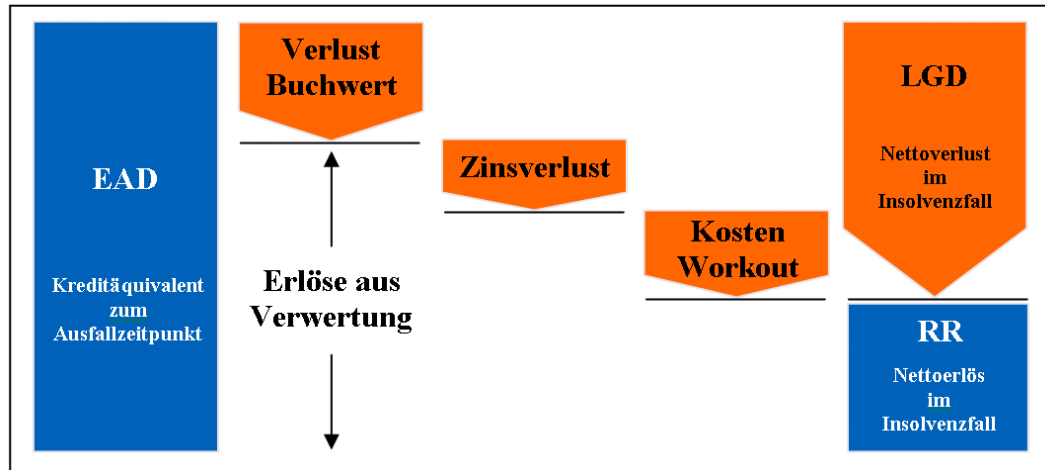 EAD
Kreditäquivalent
zum
Ausfallzeitpunkt
Verlust
Buchwert
Erlöse aus
Verwertung
Zinsverlust
Kosten
Workout
LGD
Nettoverlust
im
Insolvenzfall
RR
Nettoerlös
im
Insolvenzfall